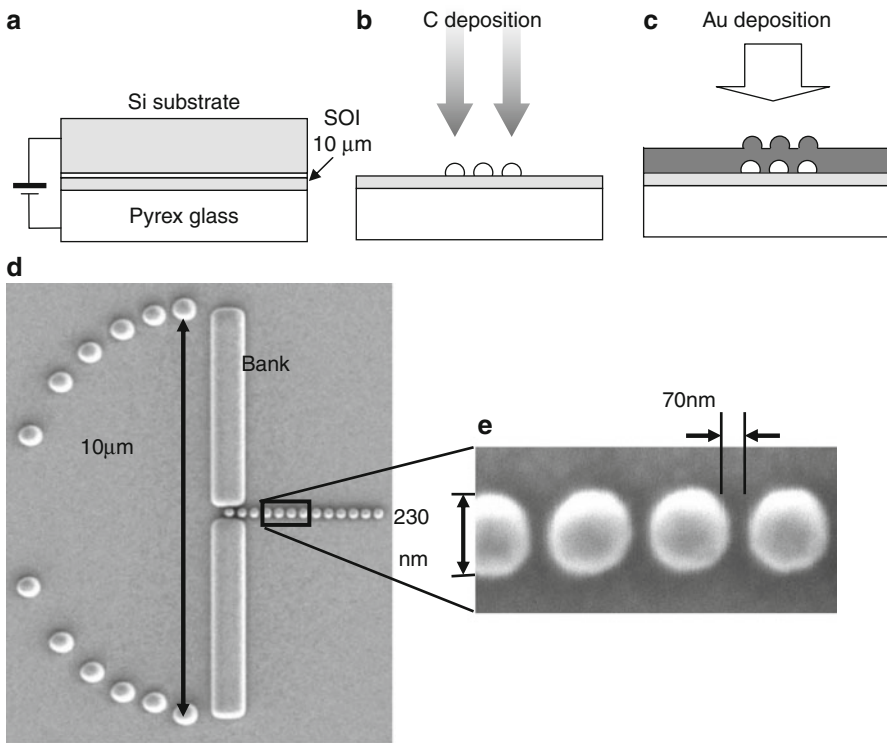 a
Si substrate
SOI
10 μm
Pyrex glass
b
C deposition
c
Au deposition
d
Bank
10μm
e
70nm
230
nm